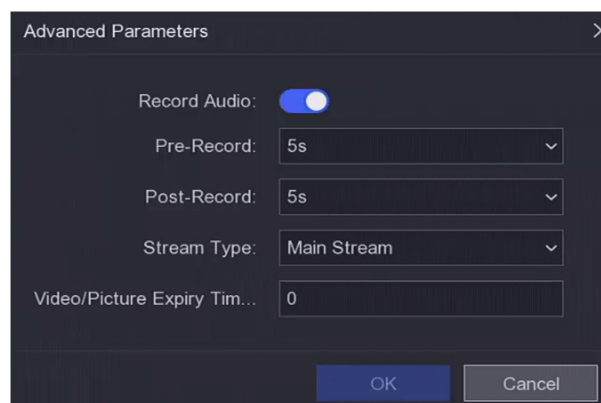 Advanced Parameters
Record Audio:
Pre-Record: 5s
Post-Record: 5s
Stream Type: Main Stream
Video/Picture Expiry Tim... 0
OK Cancel